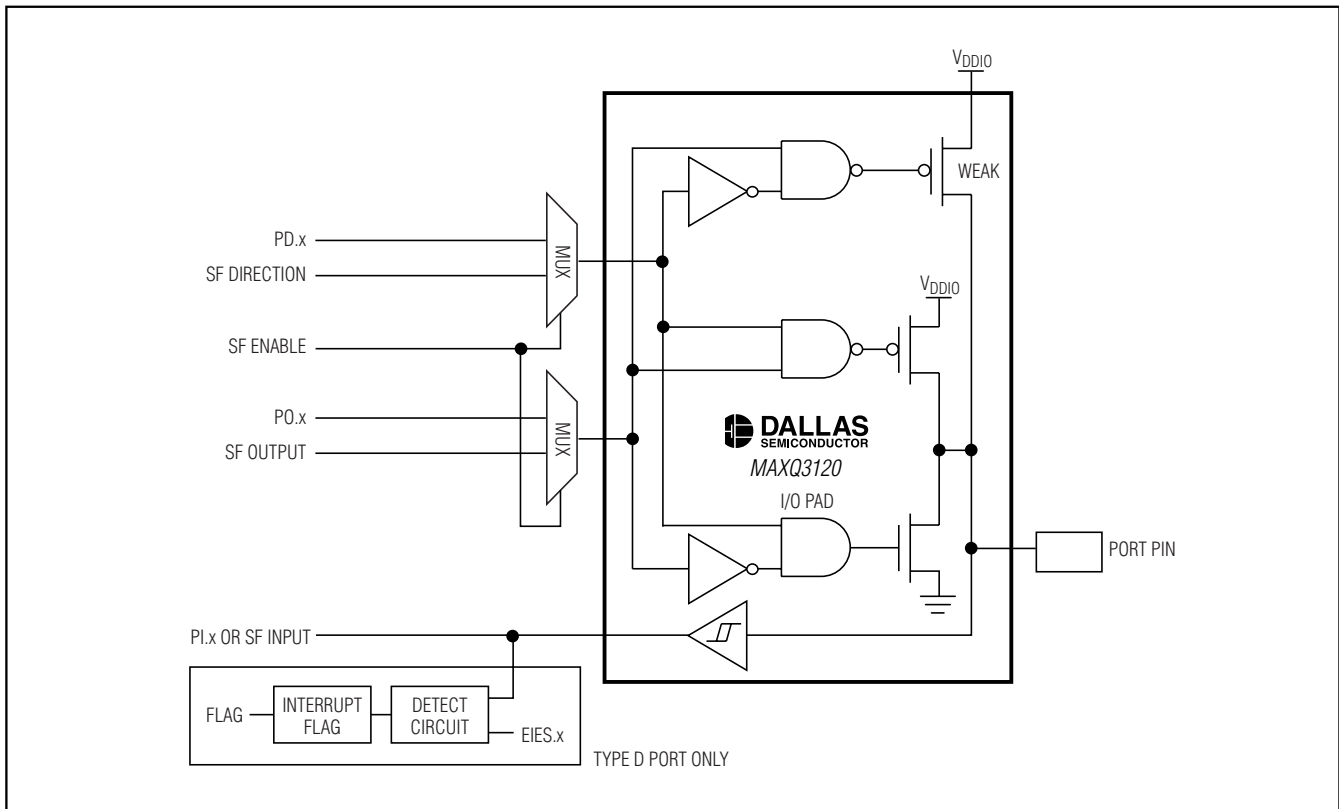 VDDIO
WEAK
PD.x
MUX
SF DIRECTION
VDDIO
SF ENABLE
PO.x
MUX
SF OUTPUT
DALLAS
SEMICONDUCTOR
MAXQ3120
I/O PAD
PORT PIN
PI.x OR SF INPUT
FLAG
INTERRUPT
FLAG
DETECT
CIRCUIT
EIES.x
TYPE D PORT ONLY